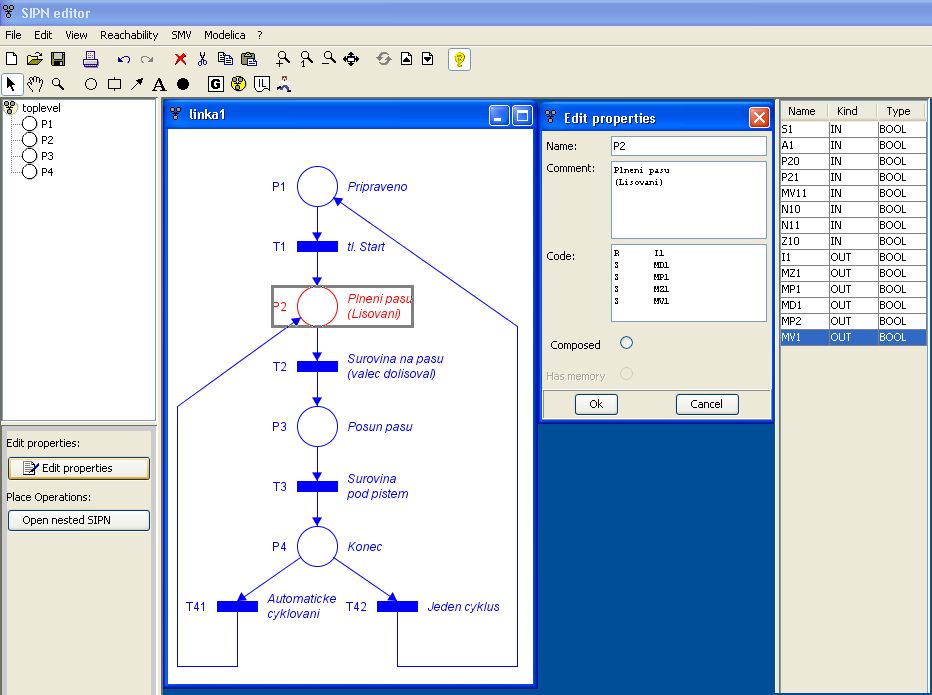 SIPN editor
File Edit View Reachability SMV Modelica ?
A G
toplevel
P1
P2
P3
P4
Edit properties:
Edit properties
Place Operations:
Open nested SIPN
linka1
P1 Pripraveno
T1 tl. Start
P2 Plneni pasu
(Lisovani)
T2 Surovina na pasu
(valec dolisoval)
P3 Posun pasu
T3 Surovina
pod pistem
P4 Konec
T41 Automaticke
cyklovani
T42 Jeden cyklus
Edit properties
Name: P2
Comment: Plneni pasu
(Lisovani)
Code: R I1
S MD1
S MP1
S MZ1
S MV1
Composed
Has memory
Ok Cancel
Name Kind Type
S1 IN BOOL
A1 IN BOOL
P20 IN BOOL
P21 IN BOOL
MV11 IN BOOL
N10 IN BOOL
N11 IN BOOL
Z10 IN BOOL
I1 OUT BOOL
MZ1 OUT BOOL
MP1 OUT BOOL
MD1 OUT BOOL
MP2 OUT BOOL
MV1 OUT BOOL